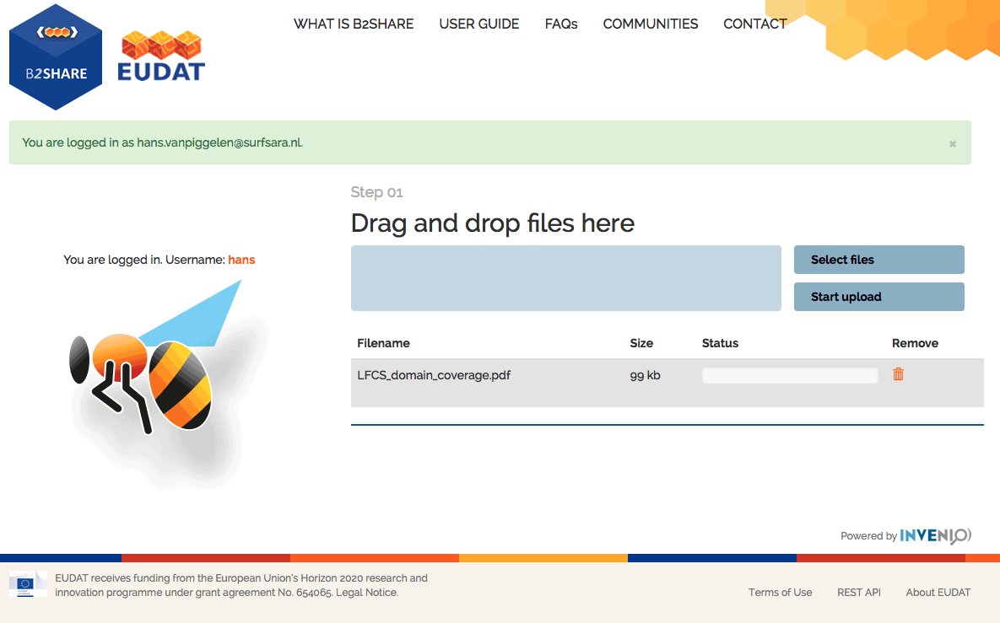 B2SHARE
EUDAT
WHAT IS B2SHARE USER GUIDE FAQs COMMUNITIES CONTACT
You are logged in as hans.vanpiggelen@surfsara.nl.
×
Step 01
Drag and drop files here
You are logged in. Username: hans
Select files
Start upload
Filename Size Status Remove
LFCS_domain_coverage.pdf 99 kb
Powered by INVENIO
EUDAT receives funding from the European Union's Horizon 2020 research and
innovation programme under grant agreement No. 654065. Legal Notice.
Terms of Use REST API About EUDAT